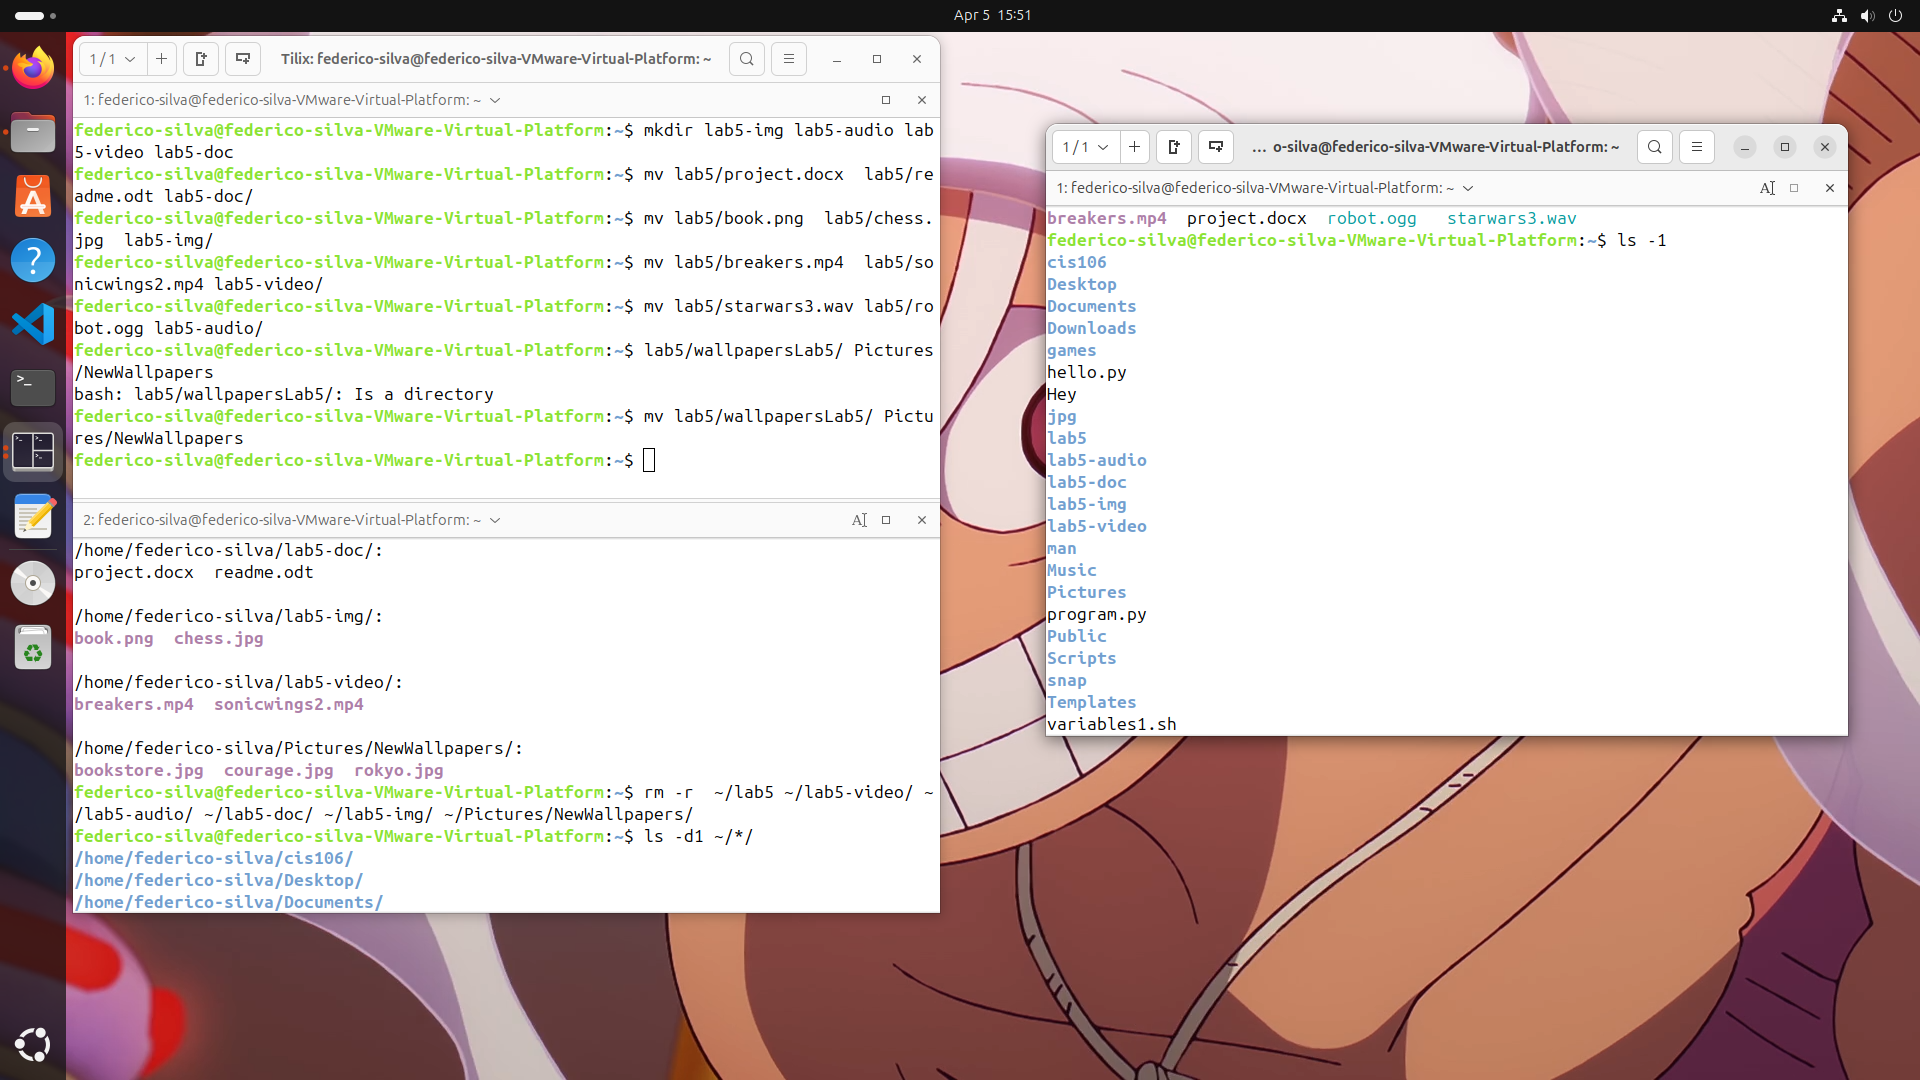 Apr 5 15:51
1 / 1
Tilix: federico-silva@federico-silva-VMware-Virtual-Platform: ~
1: federico-silva@federico-silva-VMware-Virtual-Platform: ~
federico-silva@federico-silva-VMware-Virtual-Platform:~$ mkdir lab5-img lab5-audio lab
5-video lab5-doc
federico-silva@federico-silva-VMware-Virtual-Platform:~$ mv lab5/project.docx  lab5/re
adme.odt lab5-doc/
federico-silva@federico-silva-VMware-Virtual-Platform:~$ mv lab5/book.png  lab5/chess.
jpg  lab5-img/
federico-silva@federico-silva-VMware-Virtual-Platform:~$ mv lab5/breakers.mp4  lab5/so
nicwings2.mp4 lab5-video/
federico-silva@federico-silva-VMware-Virtual-Platform:~$ mv lab5/starwars3.wav lab5/ro
bot.ogg lab5-audio/
federico-silva@federico-silva-VMware-Virtual-Platform:~$ lab5/wallpapersLab5/ Pictures
/NewWallpapers
bash: lab5/wallpapersLab5/: Is a directory
federico-silva@federico-silva-VMware-Virtual-Platform:~$ mv lab5/wallpapersLab5/ Pictu
res/NewWallpapers
federico-silva@federico-silva-VMware-Virtual-Platform:~$
2: federico-silva@federico-silva-VMware-Virtual-Platform: ~
/home/federico-silva/lab5-doc/:
project.docx  readme.odt
/home/federico-silva/lab5-img/:
book.png  chess.jpg
/home/federico-silva/lab5-video/:
breakers.mp4  sonicwings2.mp4
/home/federico-silva/Pictures/NewWallpapers/:
bookstore.jpg  courage.jpg  rokyo.jpg
federico-silva@federico-silva-VMware-Virtual-Platform:~$ rm -r  ~/lab5 ~/lab5-video/ ~
/lab5-audio/ ~/lab5-doc/ ~/lab5-img/ ~/Pictures/NewWallpapers/
federico-silva@federico-silva-VMware-Virtual-Platform:~$ ls -d1 ~/*/
/home/federico-silva/cis106/
/home/federico-silva/Desktop/
/home/federico-silva/Documents/
1 / 1
... o-silva@federico-silva-VMware-Virtual-Platform: ~
1: federico-silva@federico-silva-VMware-Virtual-Platform: ~
breakers.mp4  project.docx  robot.ogg   starwars3.wav
federico-silva@federico-silva-VMware-Virtual-Platform:~$ ls -1
cis106
Desktop
Documents
Downloads
games
hello.py
Hey
jpg
lab5
lab5-audio
lab5-doc
lab5-img
lab5-video
man
Music
Pictures
program.py
Public
Scripts
snap
Templates
variables1.sh